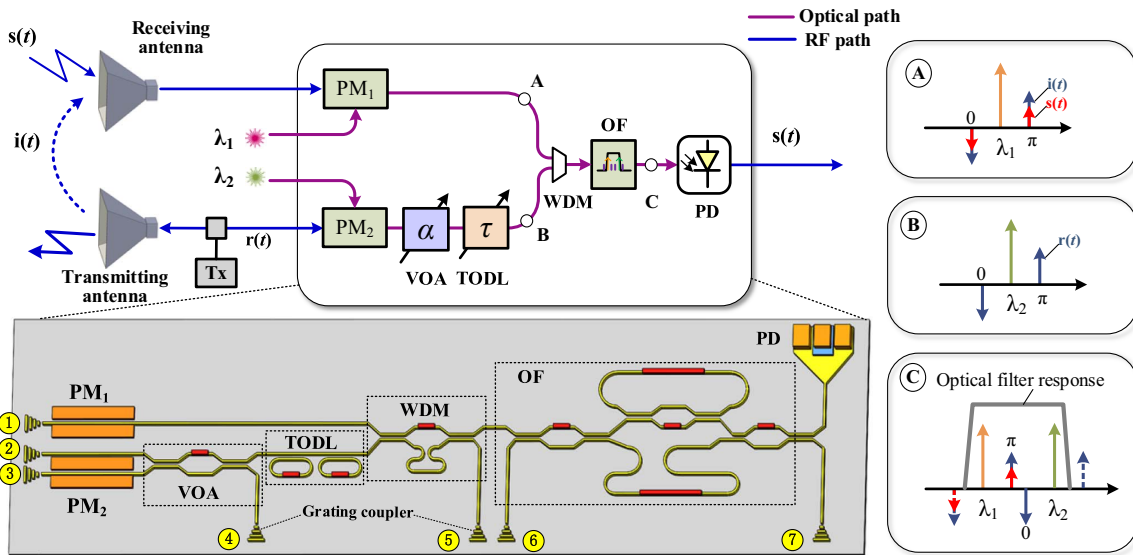 Optical path
RF path
Receiving
antenna
s(t)
i(t)
PM1
λ1
λ2
PM2
A
B
α
VOA
τ
TODL
WDM
OF
C
PD
s(t)
r(t)
Tx
Transmitting
antenna
PM1
PM2
1
2
3
VOA
TODL
WDM
OF
PD
Grating coupler
4
5
6
7
A
i(t)
s(t)
0
λ1
π
B
r(t)
0
λ2
π
C
Optical filter response
π
λ1
λ2
0